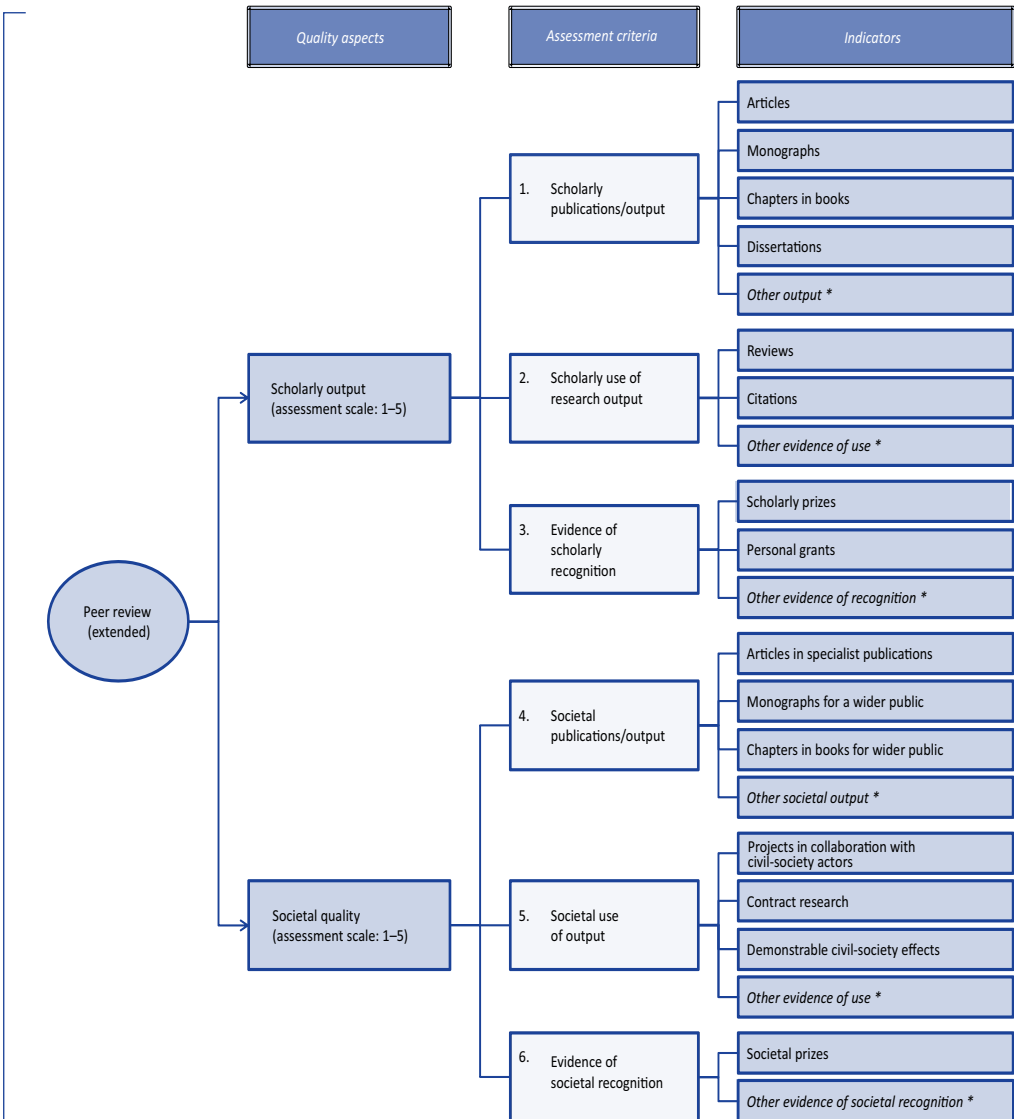 Quality aspects
Assessment criteria
Indicators
Peer review
(extended)
Scholarly output
(assessment scale: 1–5)
1. Scholarly
publications/output
Articles
Monographs
Chapters in books
Dissertations
Other output *
2. Scholarly use of
research output
Reviews
Citations
Other evidence of use *
3. Evidence of
scholarly
recognition
Scholarly prizes
Personal grants
Other evidence of recognition *
Societal quality
(assessment scale: 1–5)
4. Societal
publications/output
Articles in specialist publications
Monographs for a wider public
Chapters in books for wider public
Other societal output *
5. Societal use
of output
Projects in collaboration with
civil-society actors
Contract research
Demonstrable civil-society effects
Other evidence of use *
6. Evidence of
societal recognition
Societal prizes
Other evidence of societal recognition *